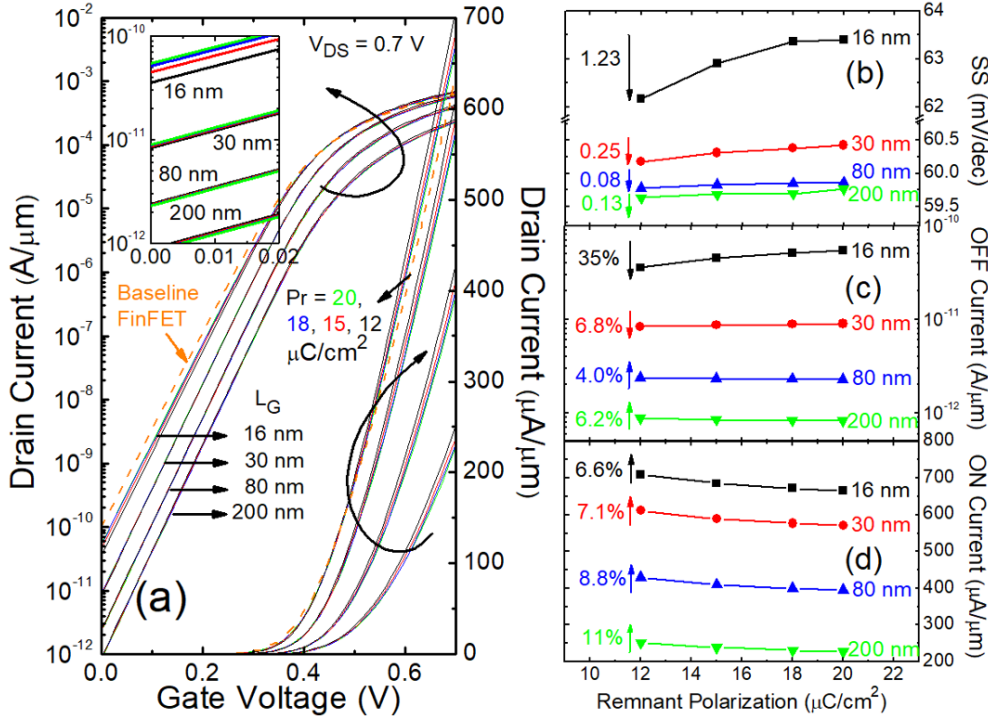 10⁻²
10⁻³
10⁻⁴
10⁻⁵
10⁻⁶
10⁻⁷
10⁻⁸
10⁻⁹
10⁻¹⁰
10⁻¹¹
10⁻¹²
Drain Current (A/μm)
10⁻¹⁰
10⁻¹¹
10⁻¹²
16 nm
30 nm
80 nm
200 nm
0.00
0.01
0.02
V_DS = 0.7 V
Baseline
FinFET
Pr = 20,
18, 15, 12
μC/cm²
L_G
16 nm
30 nm
80 nm
200 nm
(a)
0.0
0.2
0.4
0.6
Gate Voltage (V)
700
600
500
400
300
200
100
0
Drain Current (μA/μm)
1.23
16 nm
(b)
0.25
30 nm
0.08
80 nm
0.13
200 nm
64
63
62
60.5
60.0
59.5
SS (mV/dec)
35%
16 nm
(c)
6.8%
30 nm
4.0%
80 nm
6.2%
200 nm
10⁻¹⁰
10⁻¹¹
10⁻¹²
OFF Current (A/μm)
6.6%
16 nm
7.1%
30 nm
(d)
8.8%
80 nm
11%
200 nm
800
700
600
500
400
300
200
ON Current (μA/μm)
10
12
14
16
18
20
22
Remnant Polarization (μC/cm²)